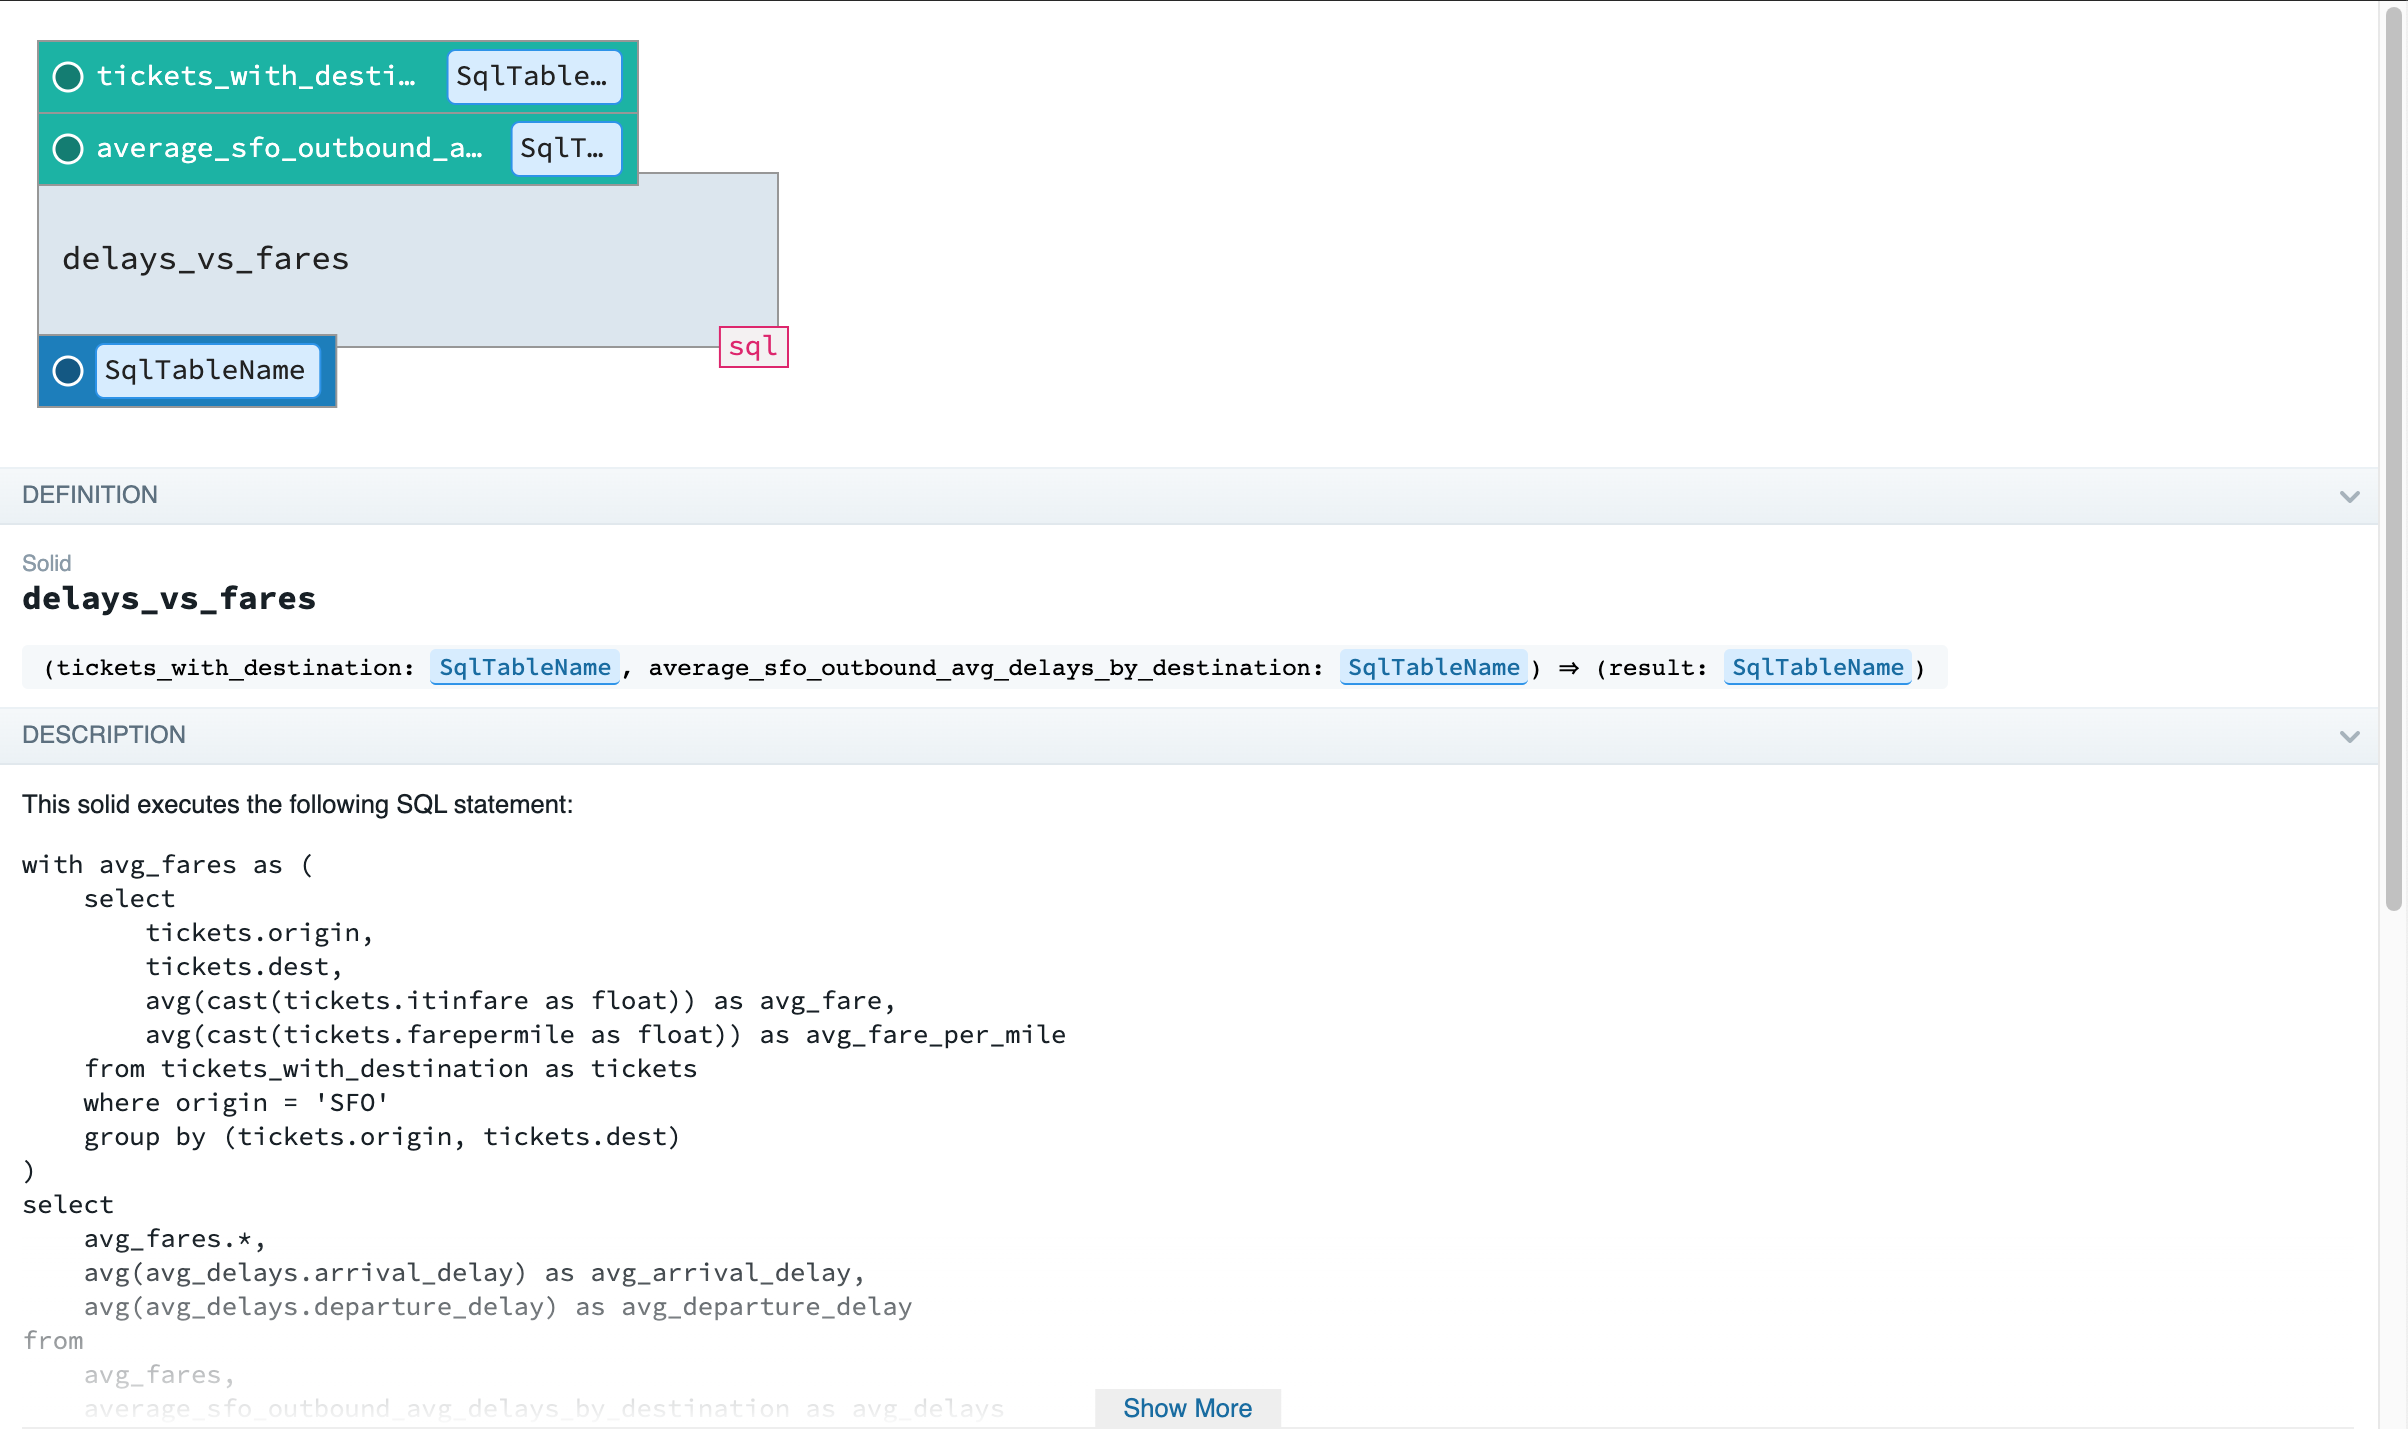 tickets_with_desti… SqlTable…
average_sfo_outbound_a… SqlT…
delays_vs_fares
sql
SqlTableName
DEFINITION
Solid
delays_vs_fares
(tickets_with_destination: SqlTableName, average_sfo_outbound_avg_delays_by_destination: SqlTableName) ⇒ (result: SqlTableName)
DESCRIPTION
This solid executes the following SQL statement:
with avg_fares as (
    select
        tickets.origin,
        tickets.dest,
        avg(cast(tickets.itinfare as float)) as avg_fare,
        avg(cast(tickets.farepermile as float)) as avg_fare_per_mile
    from tickets_with_destination as tickets
    where origin = 'SFO'
    group by (tickets.origin, tickets.dest)
)
select
    avg_fares.*,
    avg(avg_delays.arrival_delay) as avg_arrival_delay,
    avg(avg_delays.departure_delay) as avg_departure_delay
from
    avg_fares,
    average_sfo_outbound_avg_delays_by_destination as avg_delays
Show More